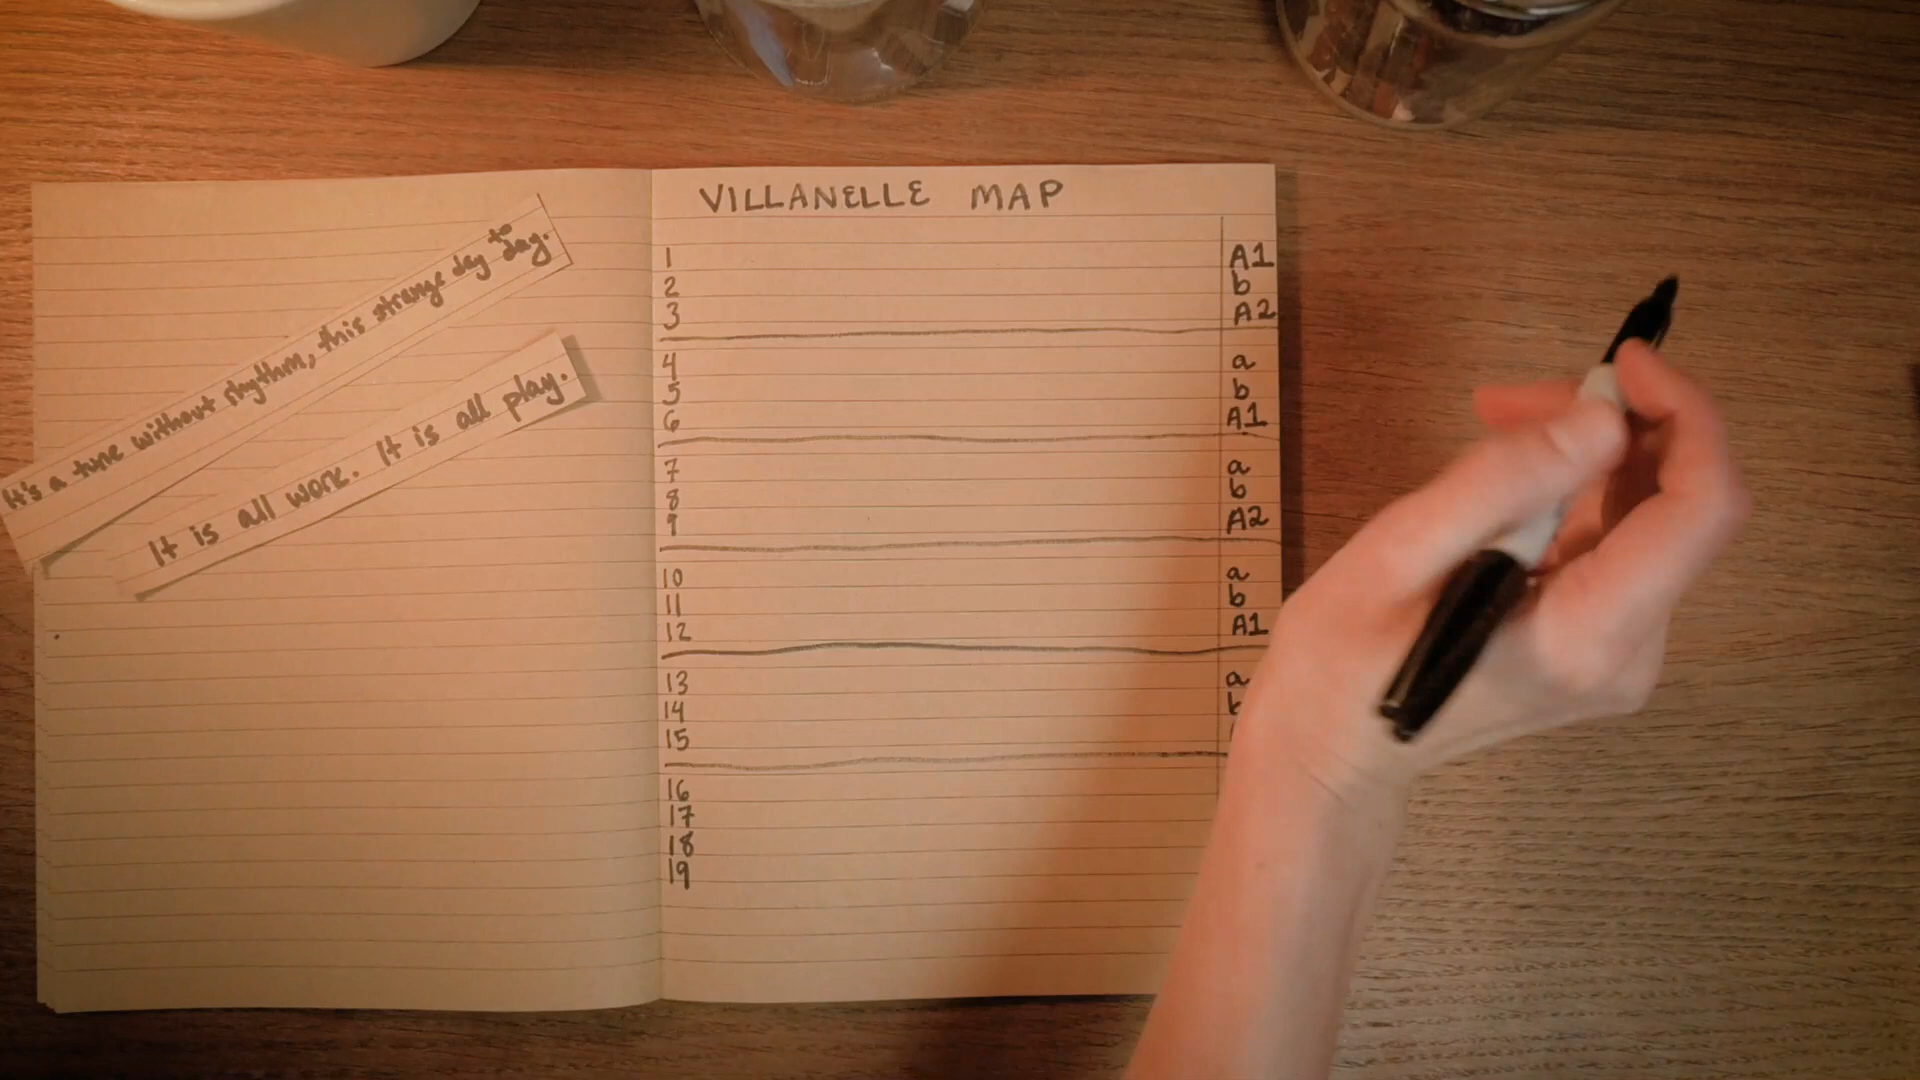 It's a tune without rhythm, this strange day to day.
It is all work. It is all play.
VILLANELLE MAP
1 A1
2 b
3 A2
4 a
5 b
6 A1
7 a
8 b
9 A2
10 a
11 b
12 A1
13 a
14 b
15
16
17
18
19